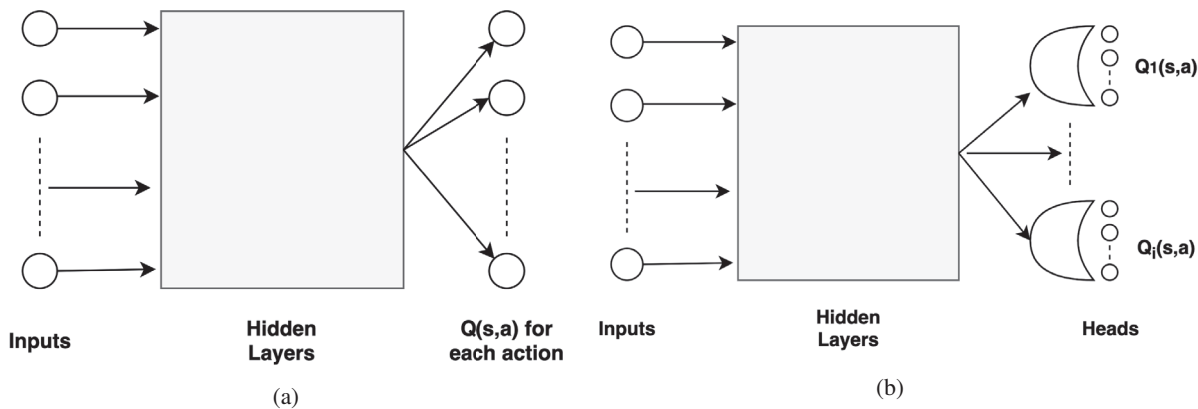 Inputs
Hidden
Layers
Q(s,a) for
each action
(a)
Q1(s,a)
Qi(s,a)
Inputs
Hidden
Layers
Heads
(b)